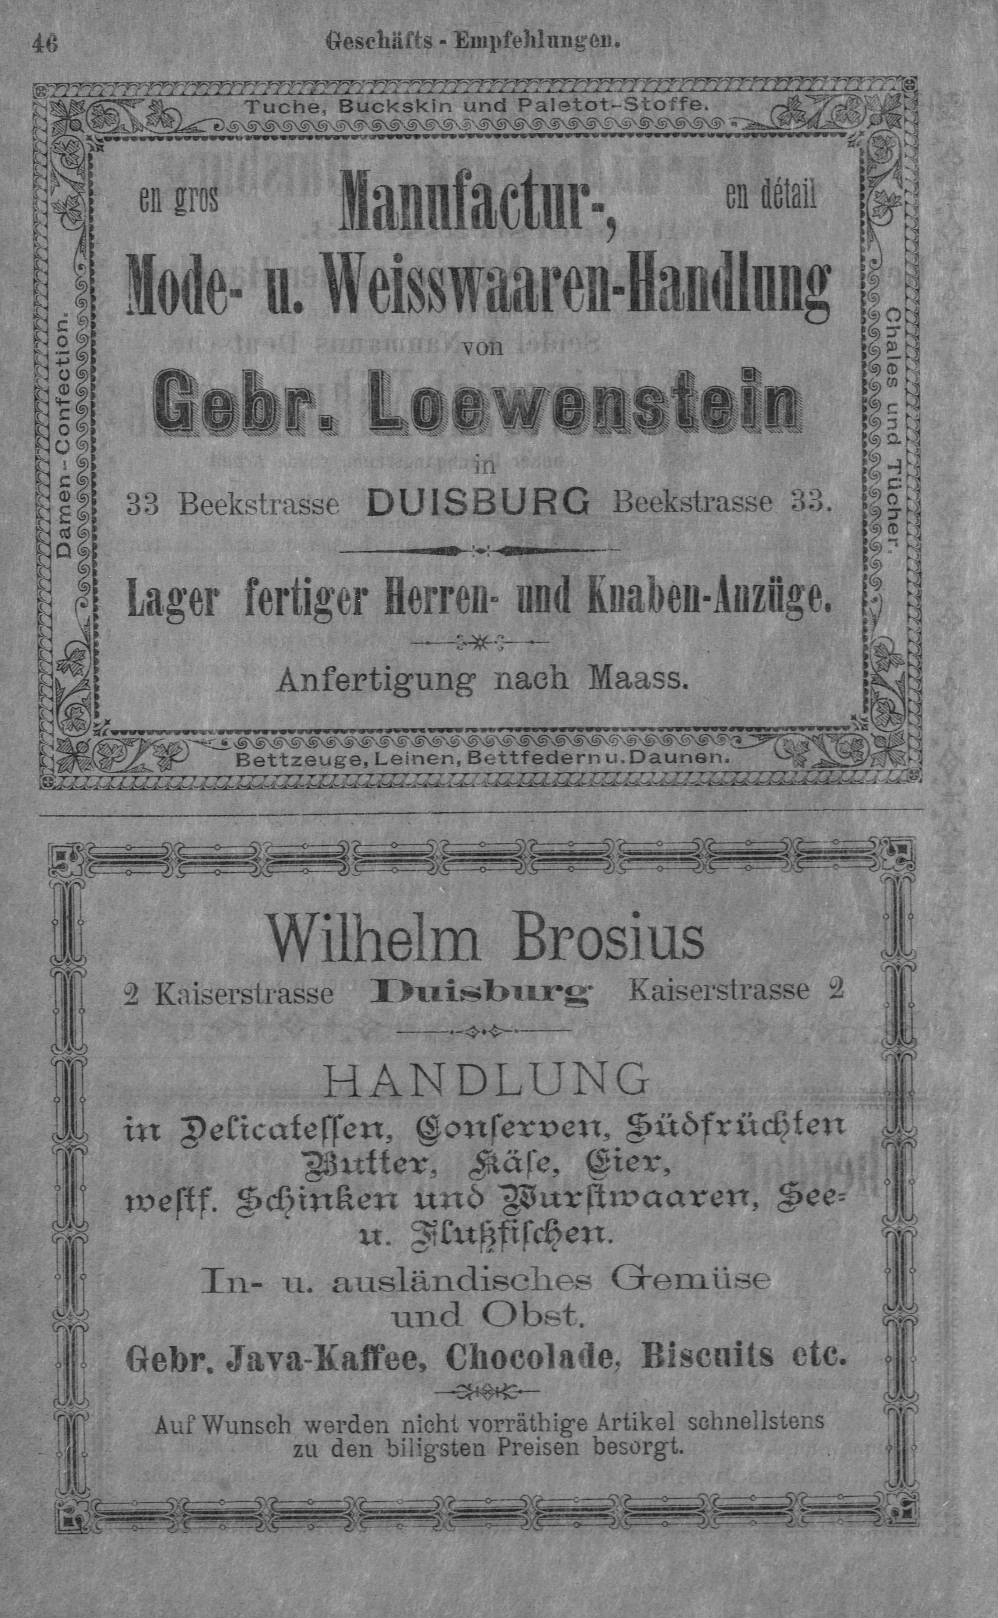 46
Geschäfts - Empfehlungen.
Tuche, Buckskin und Paletot-Stoffe.
Damen-Confection.
en gros
Manufactur-,
en détail
Mode- u. Weisswaaren-Handlung
von
Gebr. Loewenstein
in
33 Beekstrasse DUISBURG Beekstrasse 33.
Lager fertiger Herren- und Knaben-Anzüge.
Anfertigung nach Maass.
Chales und Tücher.
Bettzeuge, Leinen, Bettfedern u. Daunen.
Wilhelm Brosius
2 Kaiserstrasse Duisburg Kaiserstrasse 2
HANDLUNG
in Delicatessen, Conserven, Südfrüchten
Butter, Käse, Eier,
westf. Schinken und Wurstwaaren, See-
u. Flußfischen.
In- u. ausländisches Gemüse
und Obst.
Gebr. Java-Kaffee, Chocolade, Biscuits etc.
Auf Wunsch werden nicht vorräthige Artikel schnellstens
zu den biligsten Preisen besorgt.